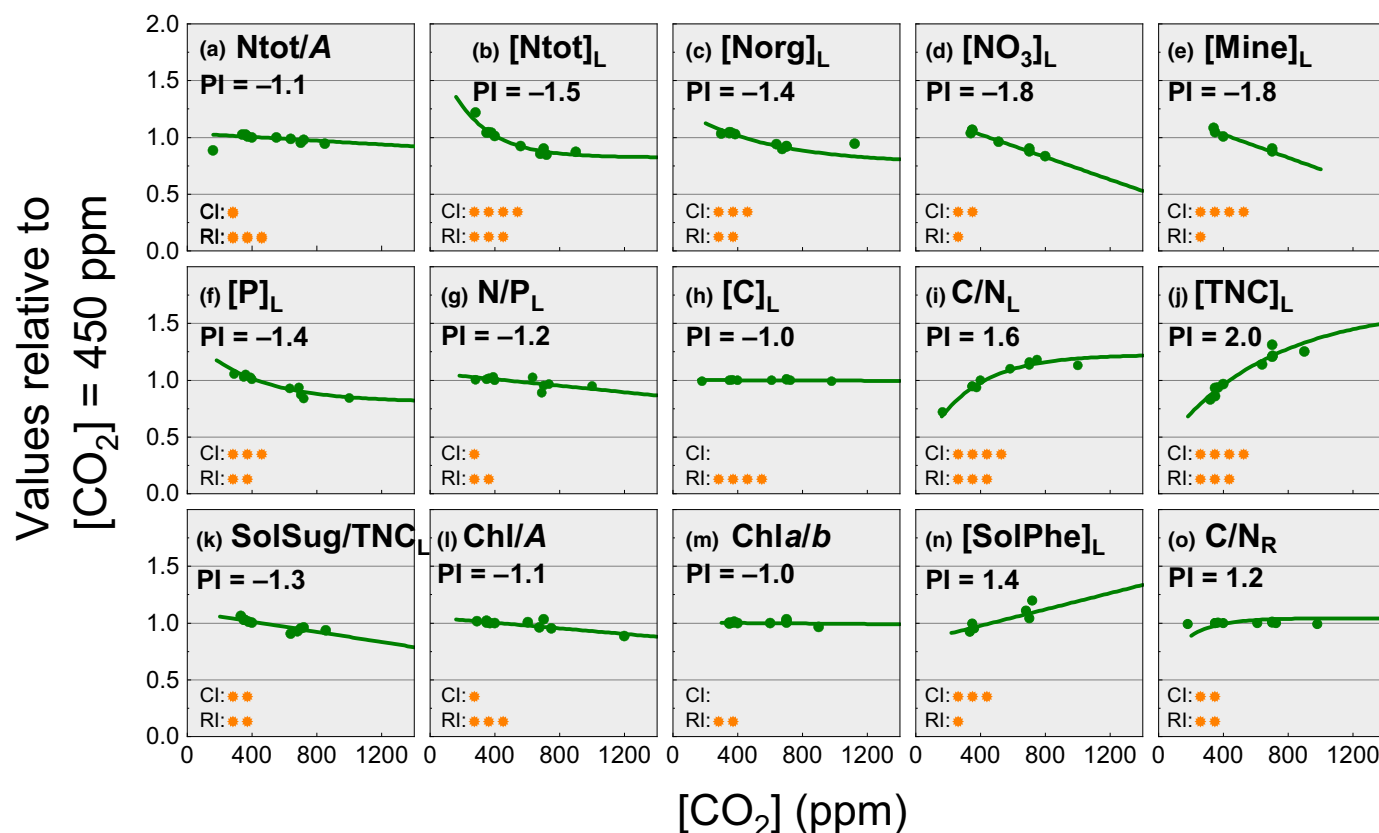 Values relative to
[CO2] = 450 ppm
2.0
1.5
1.0
0.5
0.0
(a) Ntot/A
PI = –1.1
CI:
RI:
(b) [Ntot]L
PI = –1.5
CI:
RI:
(c) [Norg]L
PI = –1.4
CI:
RI:
(d) [NO3]L
PI = –1.8
CI:
RI:
(e) [Mine]L
PI = –1.8
CI:
RI:
1.5
1.0
0.5
0.0
(f) [P]L
PI = –1.4
CI:
RI:
(g) N/PL
PI = –1.2
CI:
RI:
(h) [C]L
PI = –1.0
CI:
RI:
(i) C/NL
PI = 1.6
CI:
RI:
(j) [TNC]L
PI = 2.0
CI:
RI:
1.5
1.0
0.5
0.0
(k) SolSug/TNCL
PI = –1.3
CI:
RI:
(l) Chl/A
PI = –1.1
CI:
RI:
(m) Chla/b
PI = –1.0
CI:
RI:
(n) [SolPhe]L
PI = 1.4
CI:
RI:
(o) C/NR
PI = 1.2
CI:
RI:
0 400 800 1200 0 400 800 1200 0 400 800 1200 0 400 800 1200 0 400 800 1200
[CO2] (ppm)